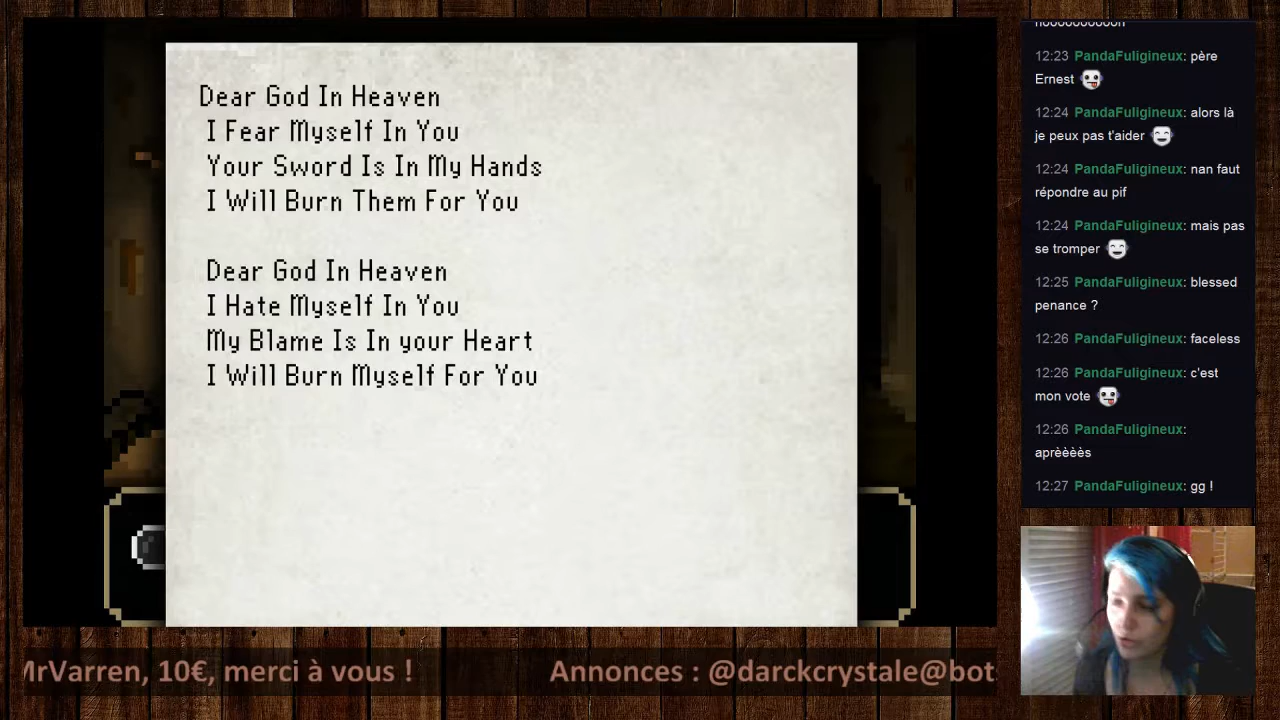 Dear God In Heaven
I Fear Myself In You
Your Sword Is In My Hands
I Will Burn Them For You
Dear God In Heaven
I Hate Myself In You
My Blame Is In your Heart
I Will Burn Myself For You
12:23 PandaFuligineux: père
Ernest
12:24 PandaFuligineux: alors là
je peux pas t'aider
12:24 PandaFuligineux: nan faut
répondre au pif
12:24 PandaFuligineux: mais pas
se tromper
12:25 PandaFuligineux: blessed
penance ?
12:26 PandaFuligineux: faceless
12:26 PandaFuligineux: c'est
mon vote
12:26 PandaFuligineux:
aprèèèès
12:27 PandaFuligineux: gg !
MrVarren, 10€, merci à vous ! Annonces : @darckcrystale@bots